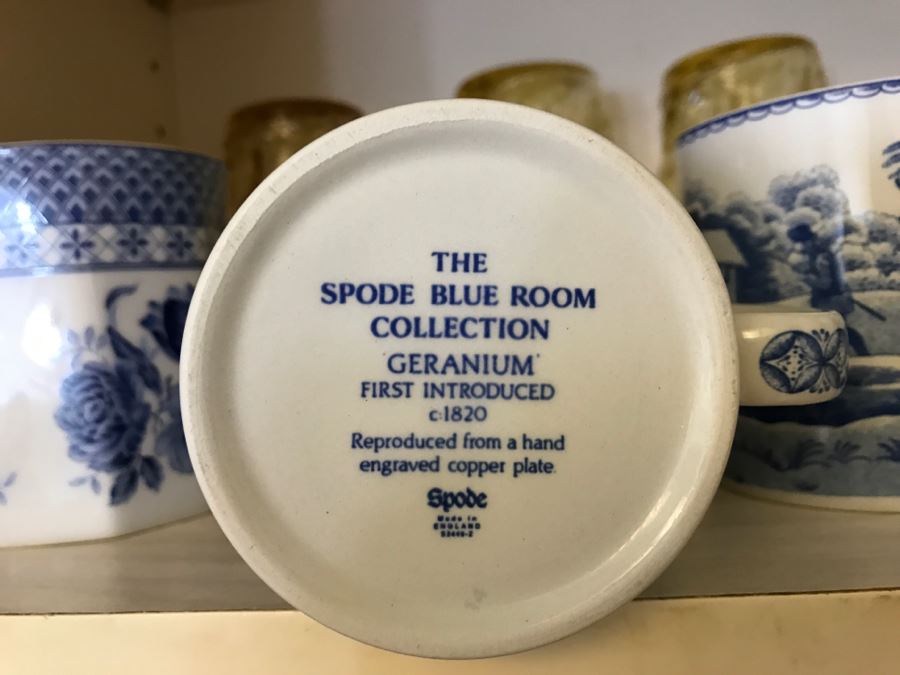 THE
SPODE BLUE ROOM
COLLECTION
GERANIUM
FIRST INTRODUCED
c:1820
Reproduced from a hand
engraved copper plate.
Spode
Made in
ENGLAND